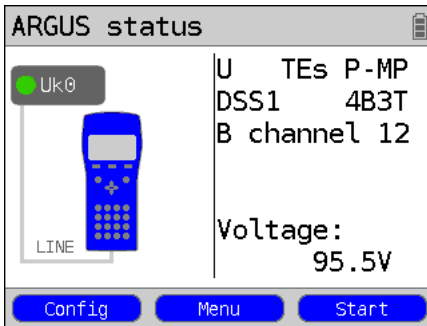 ARGUS status
Uk0
LINE
U TEs P-MP
DSS1 4B3T
B channel 12
Voltage:
95.5V
Config Menu Start